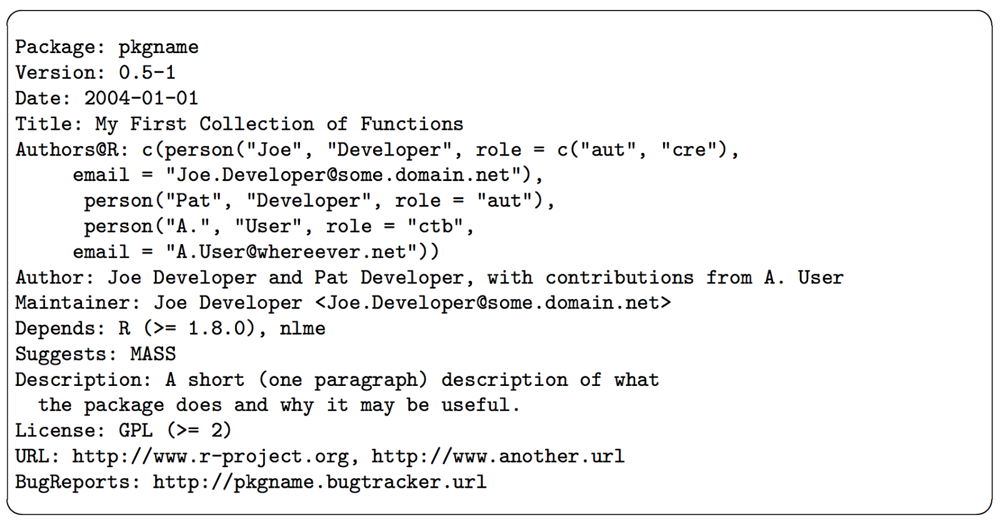 Package: pkgname
Version: 0.5-1
Date: 2004-01-01
Title: My First Collection of Functions
Authors@R: c(person("Joe", "Developer", role = c("aut", "cre"),
     email = "Joe.Developer@some.domain.net"),
      person("Pat", "Developer", role = "aut"),
      person("A.", "User", role = "ctb",
     email = "A.User@whereever.net"))
Author: Joe Developer and Pat Developer, with contributions from A. User
Maintainer: Joe Developer <Joe.Developer@some.domain.net>
Depends: R (>= 1.8.0), nlme
Suggests: MASS
Description: A short (one paragraph) description of what
  the package does and why it may be useful.
License: GPL (>= 2)
URL: http://www.r-project.org, http://www.another.url
BugReports: http://pkgname.bugtracker.url